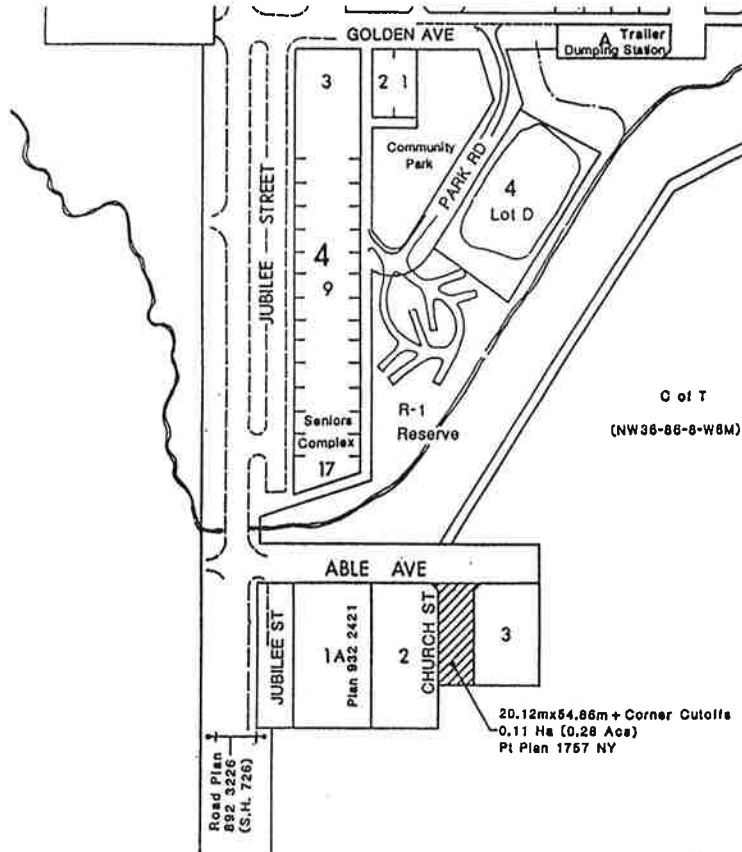 GOLDEN AVE
A Trailer
Dumping Station
3
2 1
Community
Park
PARK RD
4
Lot D
JUBILEE STREET
4
9
C of T
(NW36-86-8-W6M)
R-1
Reserve
Seniors
Complex
17
ABLE AVE
JUBILEE ST
1A
Plan 932 2421
2
CHURCH ST
3
20.12mx54.86m + Corner Cutoffs
0.11 Ha (0.28 Acs)
Pt Plan 1757 NY
Road Plan
892 3226
(S.H. 726)